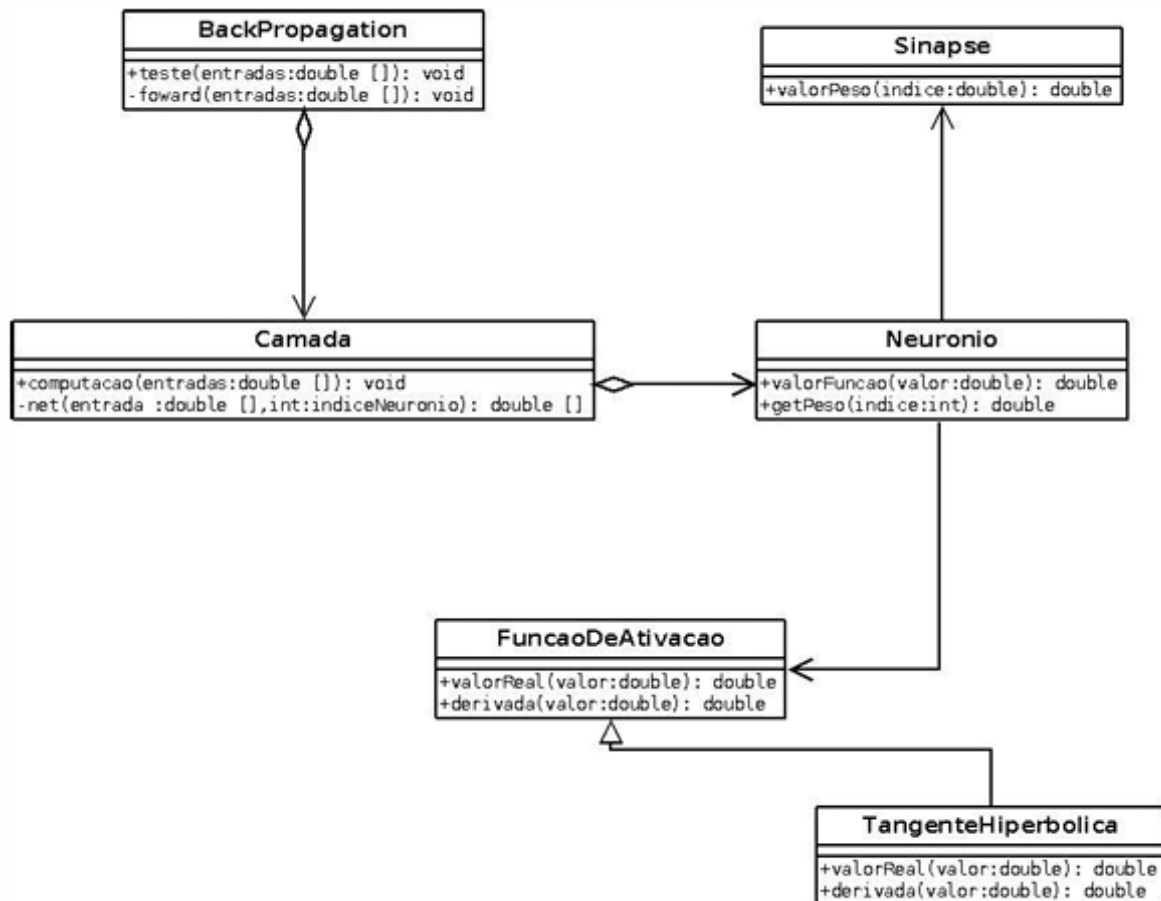 BackPropagation
+teste(entradas:double []): void
-foward(entradas:double []): void
Sinapse
+valorPeso(indice:double): double
Camada
+computacao(entradas:double []): void
-net(entrada :double [],int:indiceNeuronio): double []
Neuronio
+valorFuncao(valor:double): double
+getPeso(indice:int): double
FuncaoDeAtivacao
+valorReal(valor:double): double
+derivada(valor:double): double
TangenteHiperbolica
+valorReal(valor:double): double
+derivada(valor:double): double